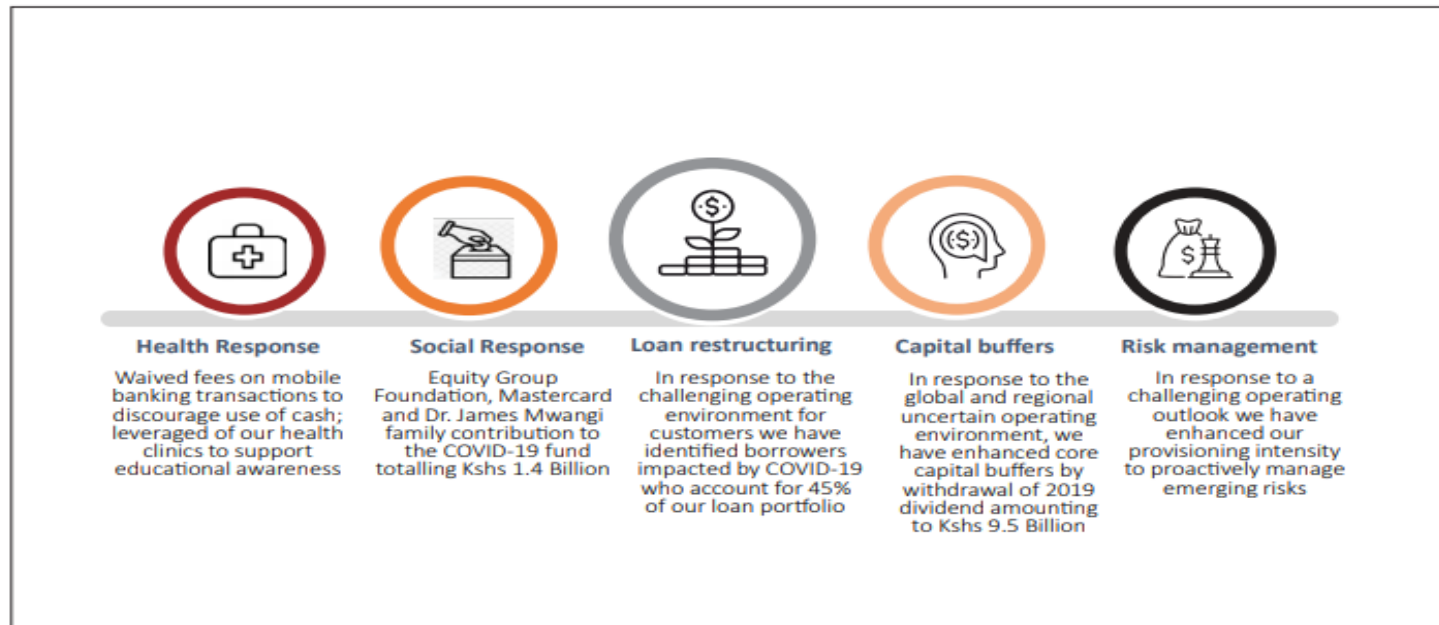 Health Response
Waived fees on mobile
banking transactions to
discourage use of cash;
leveraged of our health
clinics to support
educational awareness
Social Response
Equity Group
Foundation, Mastercard
and Dr. James Mwangi
family contribution to
the COVID-19 fund
totalling Kshs 1.4 Billion
Loan restructuring
In response to the
challenging operating
environment for
customers we have
identified borrowers
impacted by COVID-19
who account for 45%
of our loan portfolio
Capital buffers
In response to the
global and regional
uncertain operating
environment, we
have enhanced core
capital buffers by
withdrawal of 2019
dividend amounting
to Kshs 9.5 Billion
Risk management
In response to a
challenging operating
outlook we have
enhanced our
provisioning intensity
to proactively manage
emerging risks